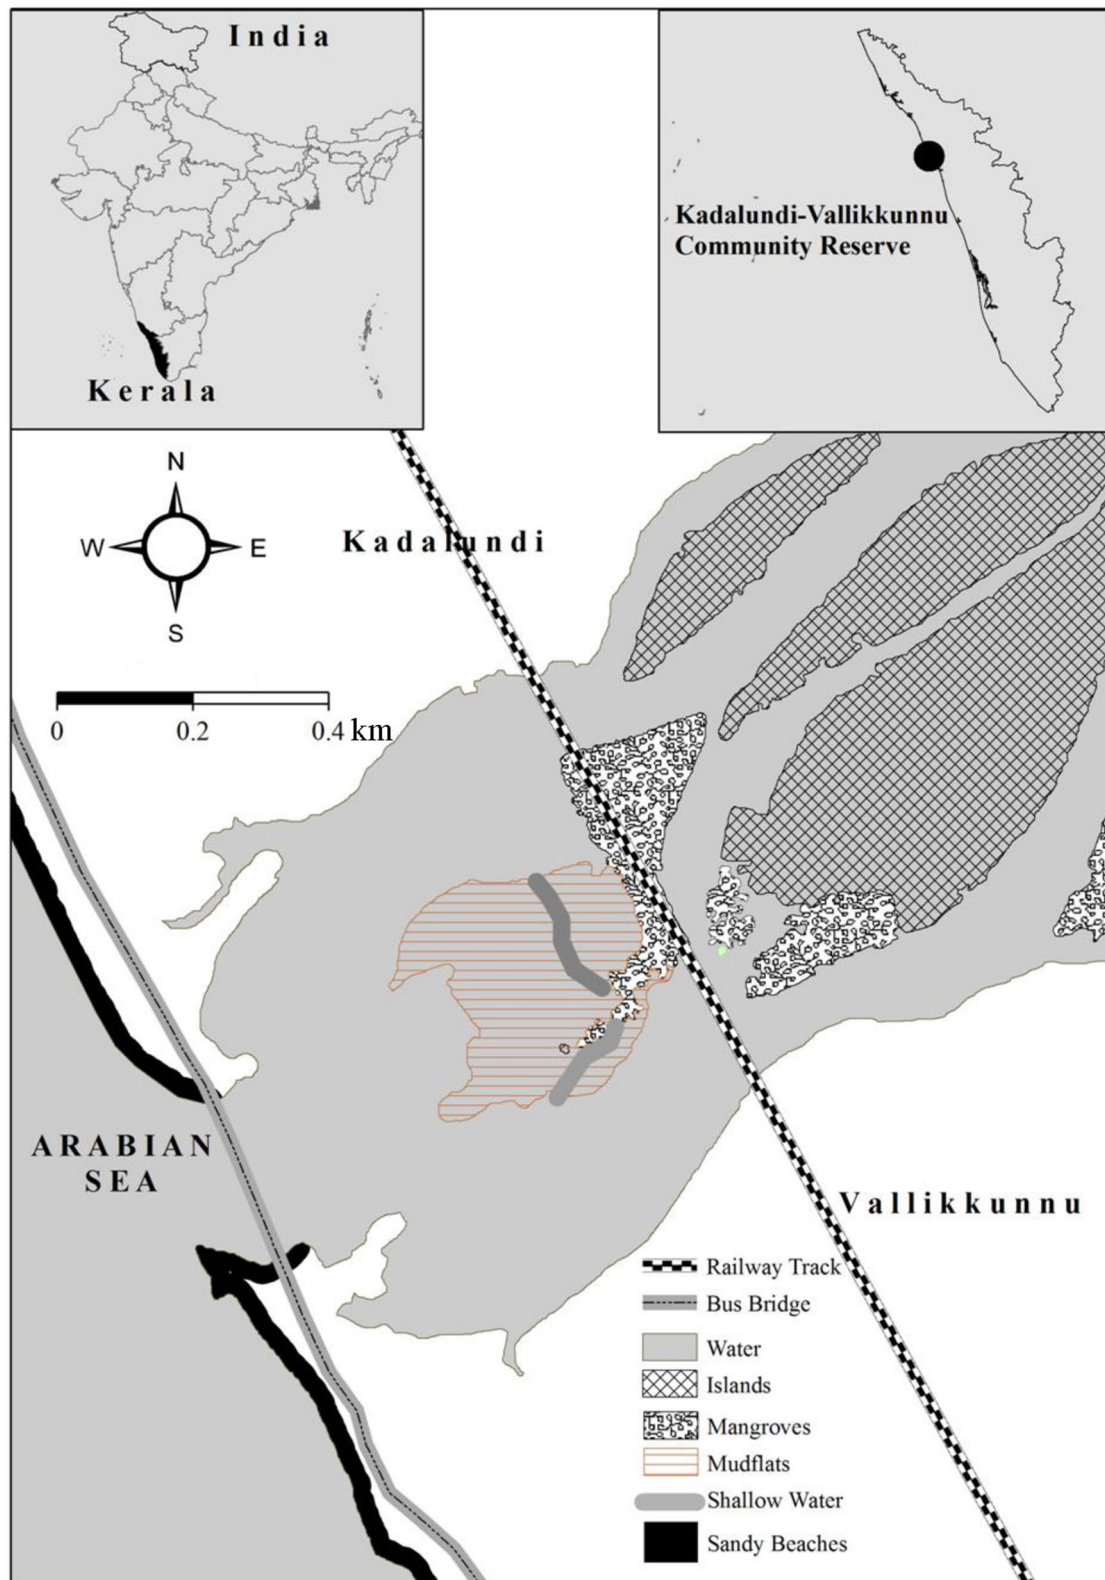 India
Kerala
Kadalundi-Vallikkunnu
Community Reserve
N
W E
S
Kadalundi
0 0.2 0.4 km
ARABIAN
SEA
Vallikkunnu
Railway Track
Bus Bridge
Water
Islands
Mangroves
Mudflats
Shallow Water
Sandy Beaches